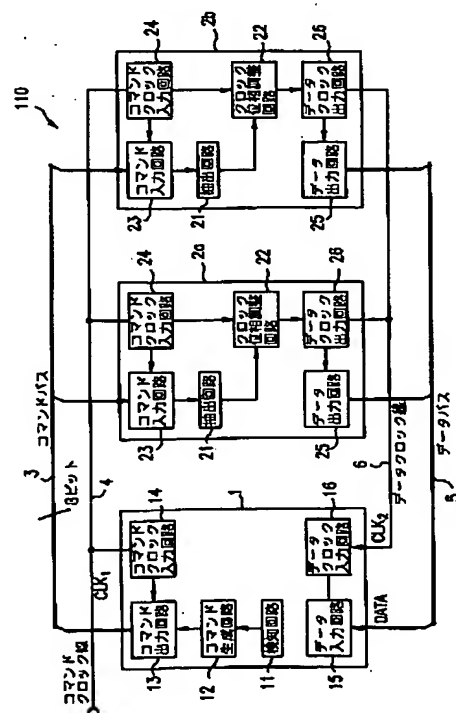 110
コマンドバス
3
8ビット
4
コマンド
クロック線
CLK₁
13
コマンド
出力回路
14
コマンド
クロック
入力回路
12
コマンド
生成回路
11
検知回路
1
15
データ
入力回路
16
データ
クロック
入力回路
DATA
CLK₂
2a
23
コマンド
入力回路
24
コマンド
クロック
入力回路
21
抽出回路
22
クロック
位相調整
回路
25
データ
出力回路
26
データ
クロック
出力回路
2b
23
コマンド
入力回路
24
コマンド
クロック
入力回路
21
抽出回路
22
クロック
位相調整
回路
25
データ
出力回路
26
データ
クロック
出力回路
6
データクロック線
データバス
5